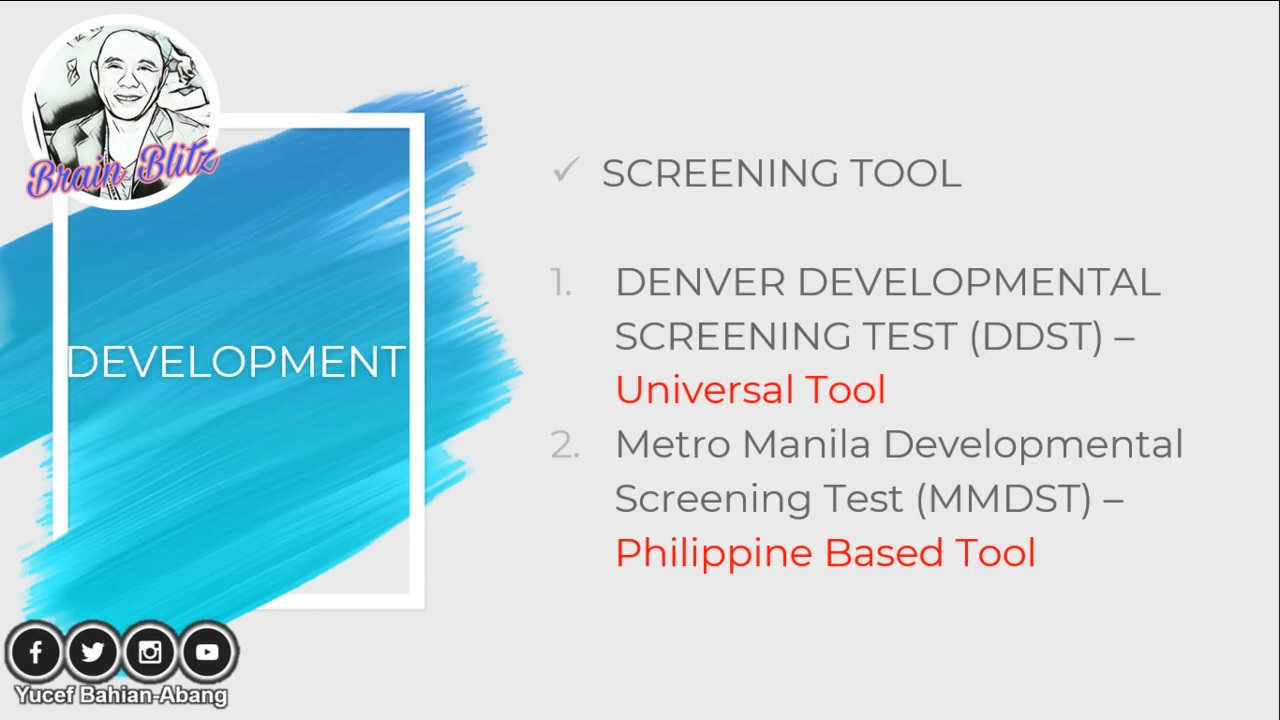 Brain Blitz
DEVELOPMENT
✓ SCREENING TOOL
1. DENVER DEVELOPMENTAL
SCREENING TEST (DDST) –
Universal Tool
2. Metro Manila Developmental
Screening Test (MMDST) –
Philippine Based Tool
Yucef Bahian-Abang